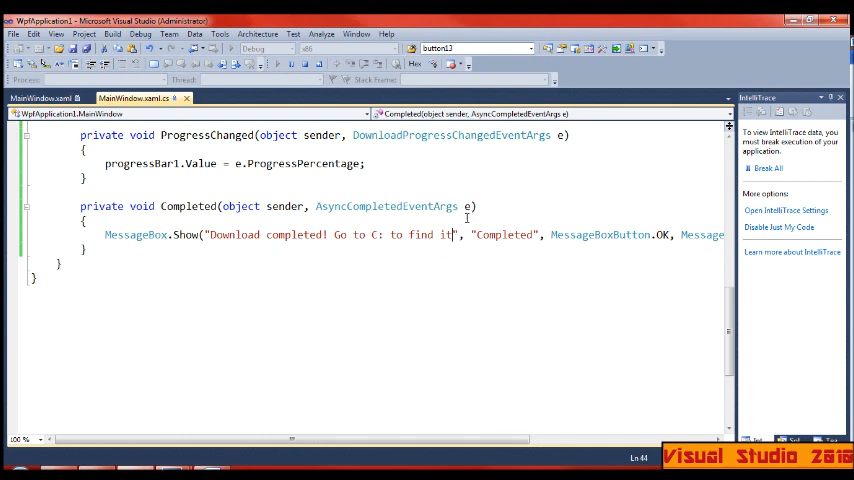 WpfApplication1 - Microsoft Visual Studio (Administrator)
File Edit View Project Build Debug Team Data Tools Architecture Test Analyze Window Help
Debug x86 button13
Hex
Process: Thread: Stack Frame:
MainWindow.xaml MainWindow.xaml.cs
WpfApplication1.MainWindow Completed(object sender, AsyncCompletedEventArgs e)
private void ProgressChanged(object sender, DownloadProgressChangedEventArgs e)
{
progressBar1.Value = e.ProgressPercentage;
}
private void Completed(object sender, AsyncCompletedEventArgs e)
{
MessageBox.Show("Download completed! Go to C: to find it", "Completed", MessageBoxButton.OK, Message
}
}
}
100 %
Ln 44
IntelliTrace
To view IntelliTrace data, you
must break execution of your
application.
Break All
More options:
Open IntelliTrace Settings
Disable Just My Code
Learn more about IntelliTrace
Visual Studio 2010